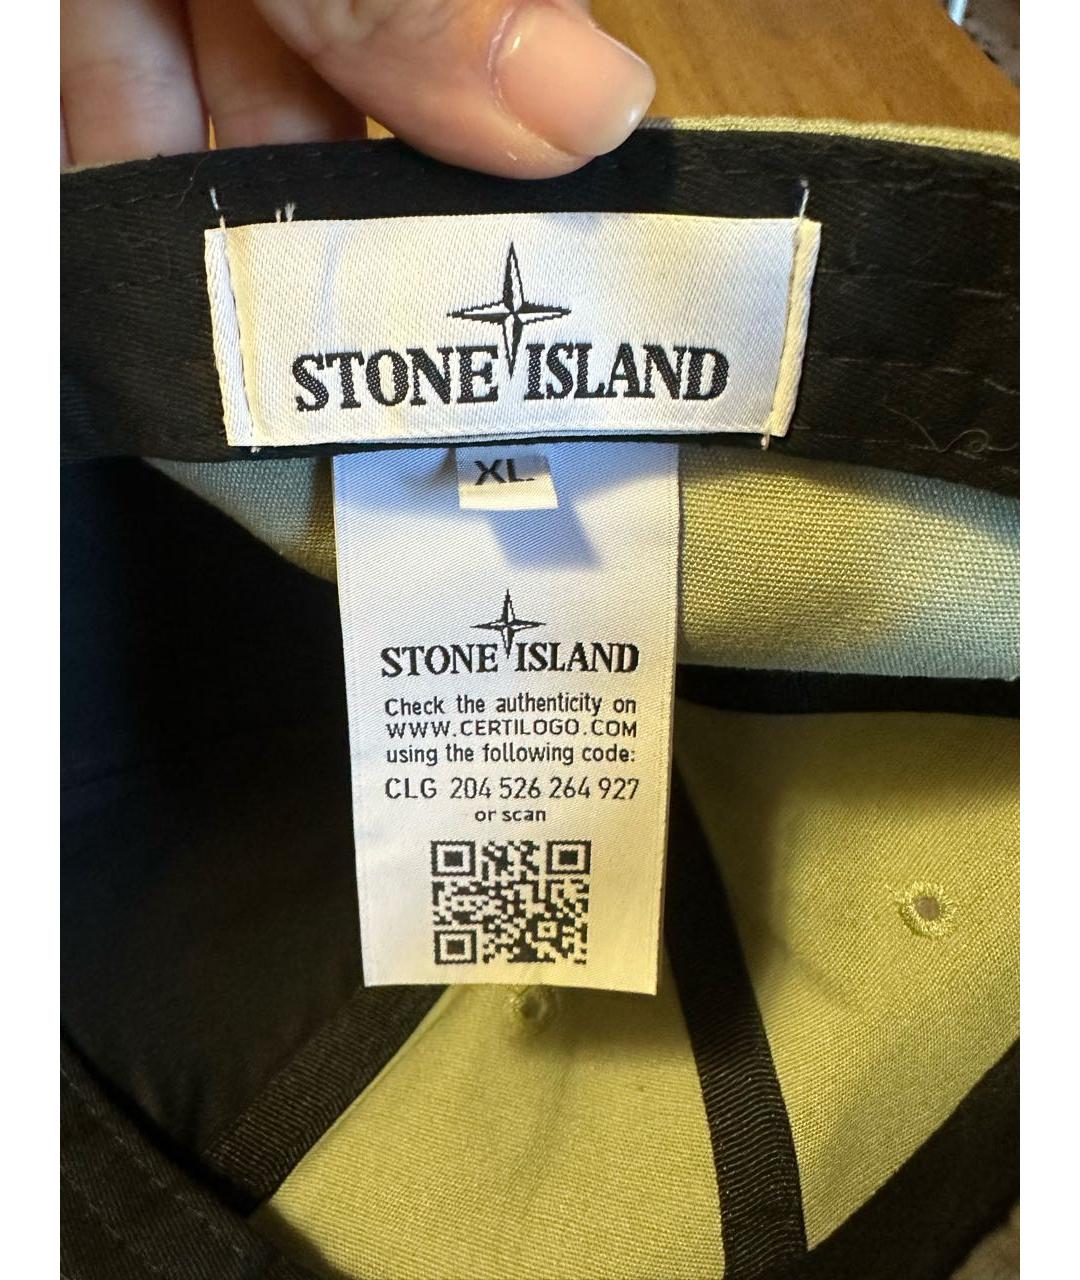 STONE ISLAND
XL
STONE ISLAND
Check the authenticity on
WWW.CERTILOGO.COM
using the following code:
CLG 204 526 264 927
or scan